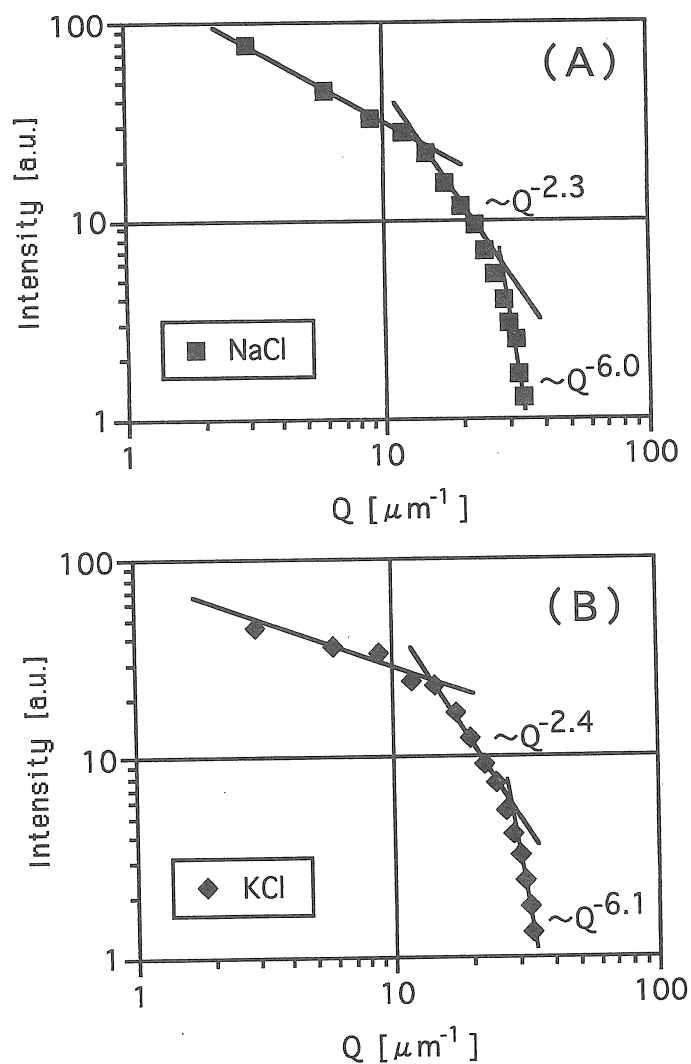 100
(A)
Intensity [a.u.]
~Q-2.3
10
NaCl
~Q-6.0
1
1
10
100
Q [μm-1]
100
(B)
Intensity [a.u.]
~Q-2.4
10
KCl
~Q-6.1
1
1
10
100
Q [μm-1]